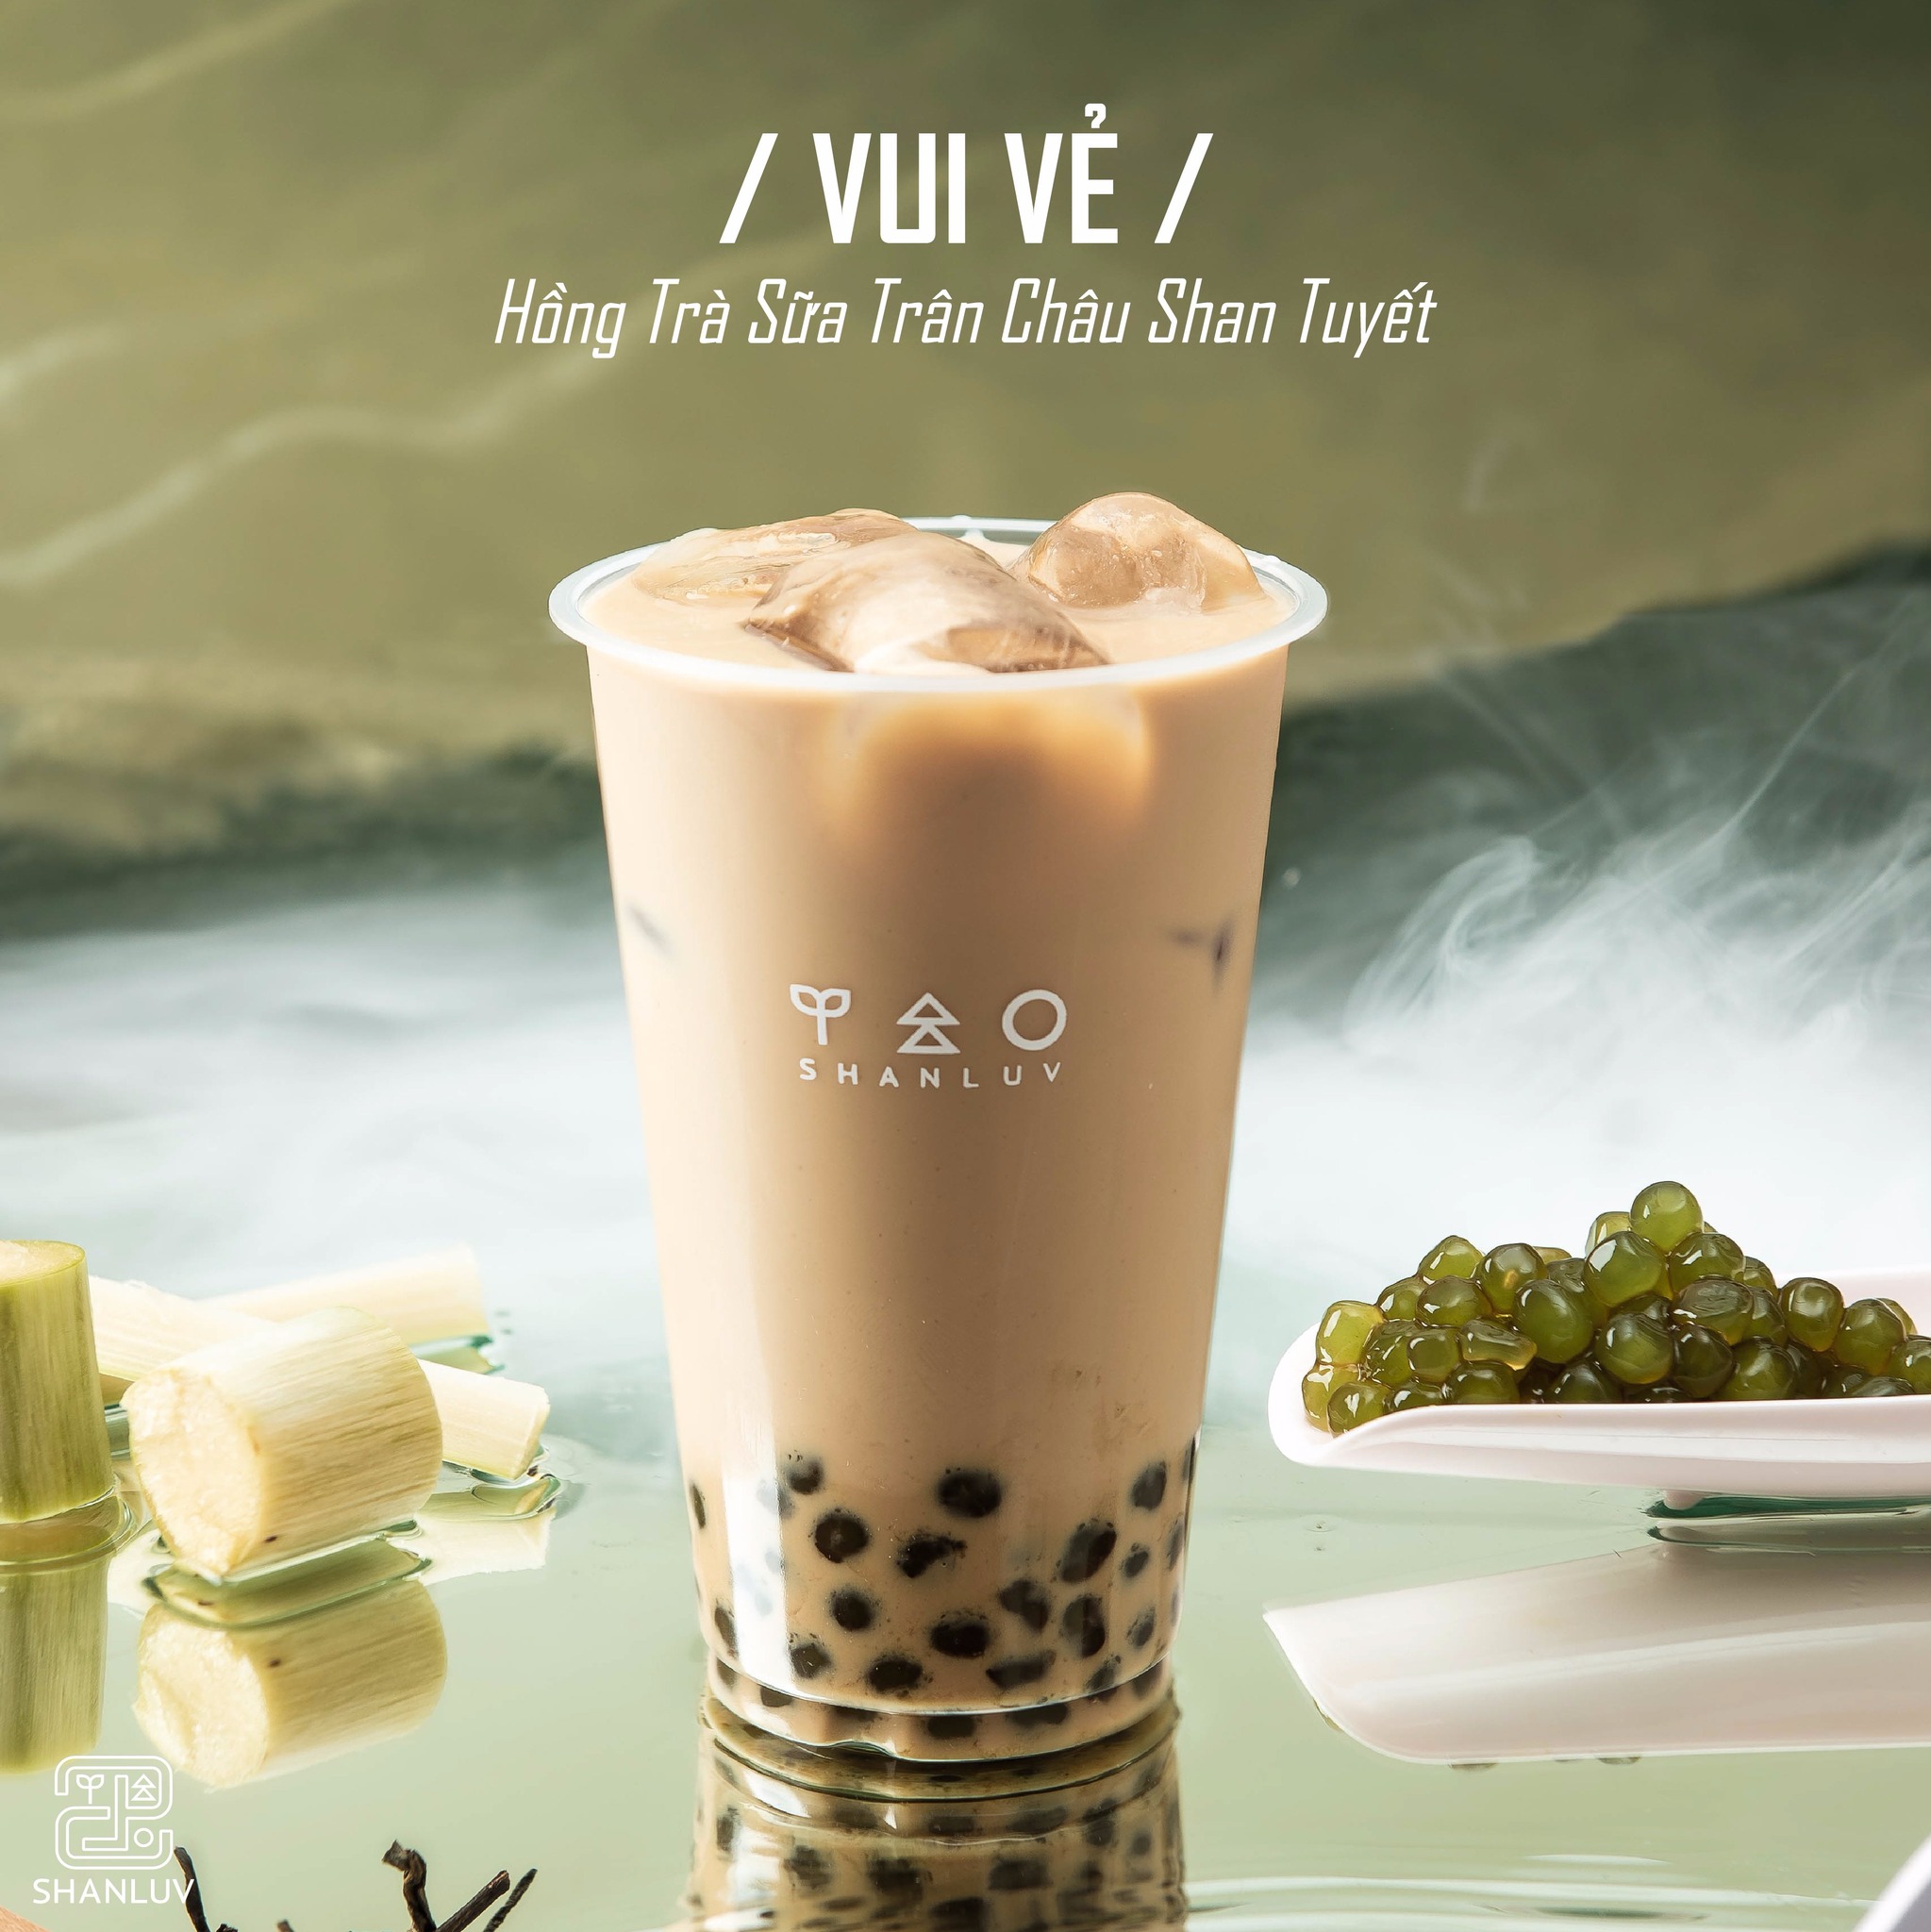 / VUI VẺ /
Hồng Trà Sữa Trân Châu Shan Tuyết
SHANLUV
SHANLUV